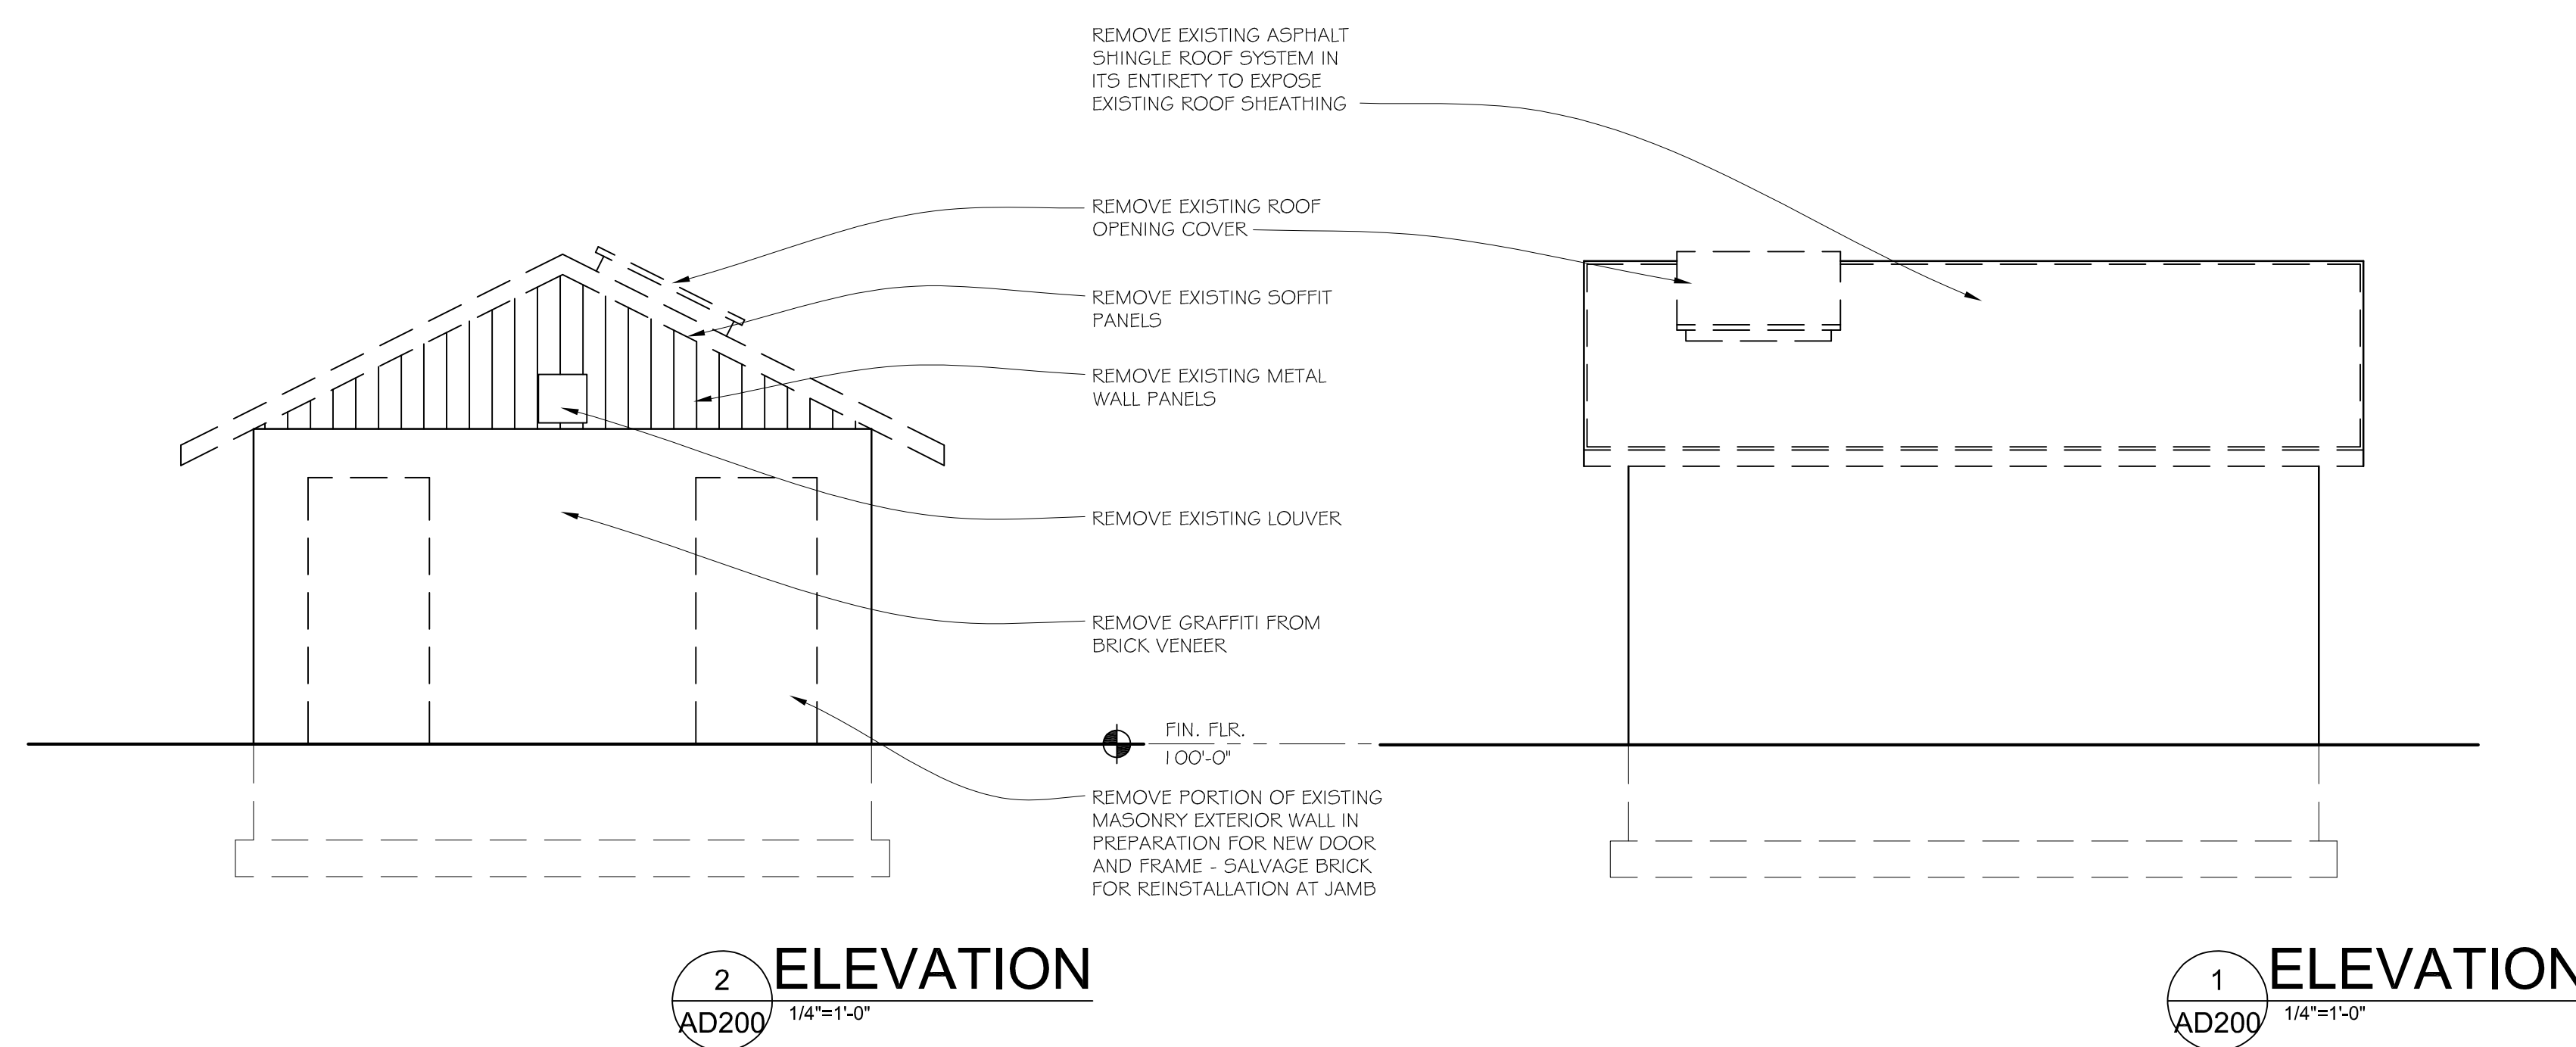 REMOVE EXISTING ASPHALT
SHINGLE ROOF SYSTEM IN
ITS ENTIRETY TO EXPOSE
EXISTING ROOF SHEATHING
REMOVE EXISTING ROOF
OPENING COVER
REMOVE EXISTING SOFFIT
PANELS
REMOVE EXISTING METAL
WALL PANELS
REMOVE EXISTING LOUVER
REMOVE GRAFFITI FROM
BRICK VENEER
FIN. FLR.
100'-0"
REMOVE PORTION OF EXISTING
MASONRY EXTERIOR WALL IN
PREPARATION FOR NEW DOOR
AND FRAME - SALVAGE BRICK
FOR REINSTALLATION AT JAMB
2
AD200
ELEVATION
1/4"=1'-0"
1
AD200
ELEVATION
1/4"=1'-0"